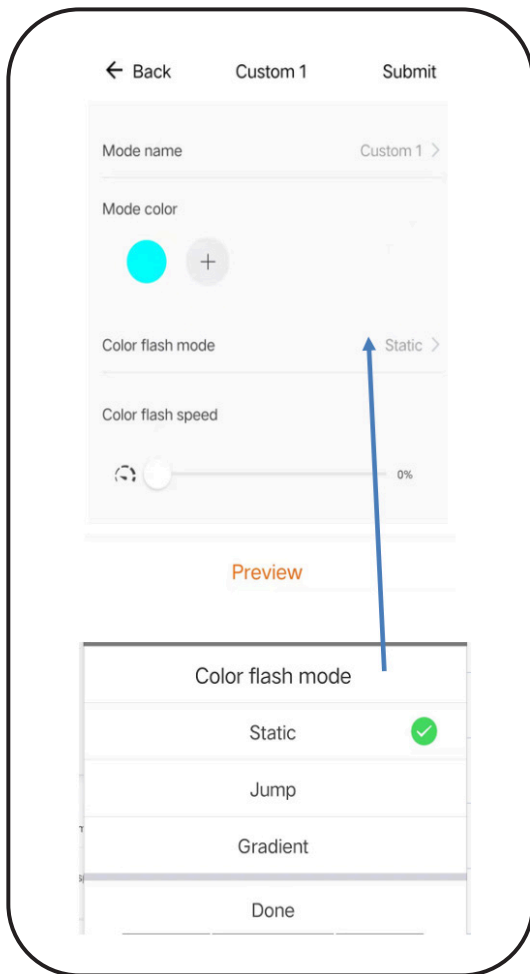 ← Back Custom 1 Submit
Mode name Custom 1 >
Mode color
+
Color flash mode Static >
Color flash speed
0%
Preview
Color flash mode
Static
Jump
Gradient
Done